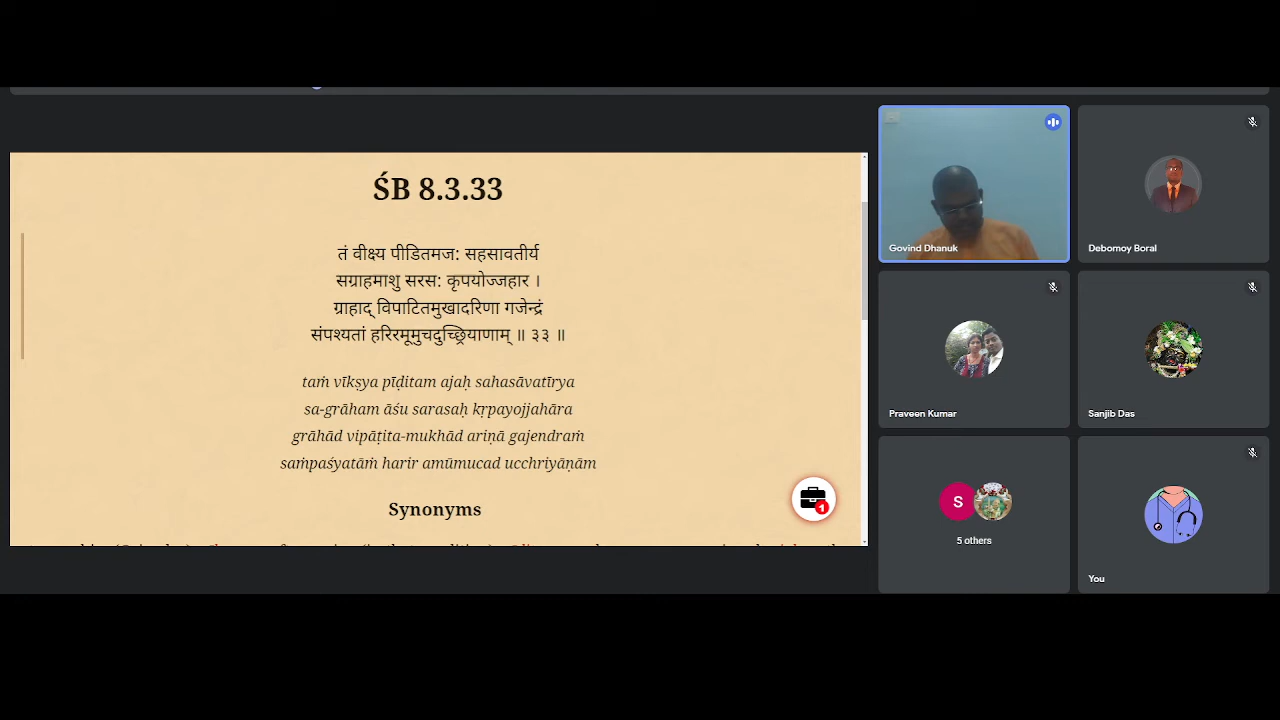 ŚB 8.3.33
तं वीक्ष्य पीडितमज: सहसावतीर्य
सग्राहमाशु सरस: कृपयोज्जहार ।
ग्राहाद् विपाटितमुखादरिणा गजेन्द्रं
संपश्यतां हरिरमूमुचदुच्छ्रियाणाम् ॥ ३३ ॥
taṁ vīkṣya pīḍitam ajaḥ sahasāvatīrya
sa-grāham āśu sarasaḥ kṛpayojjahāra
grāhād vipāṭita-mukhād ariṇā gajendraṁ
saṁpaśyatāṁ harir amūmucad ucchriyāṇām
Synonyms
1
Govind Dhanuk
Debomoy Boral
Praveen Kumar
Sanjib Das
S
5 others
You